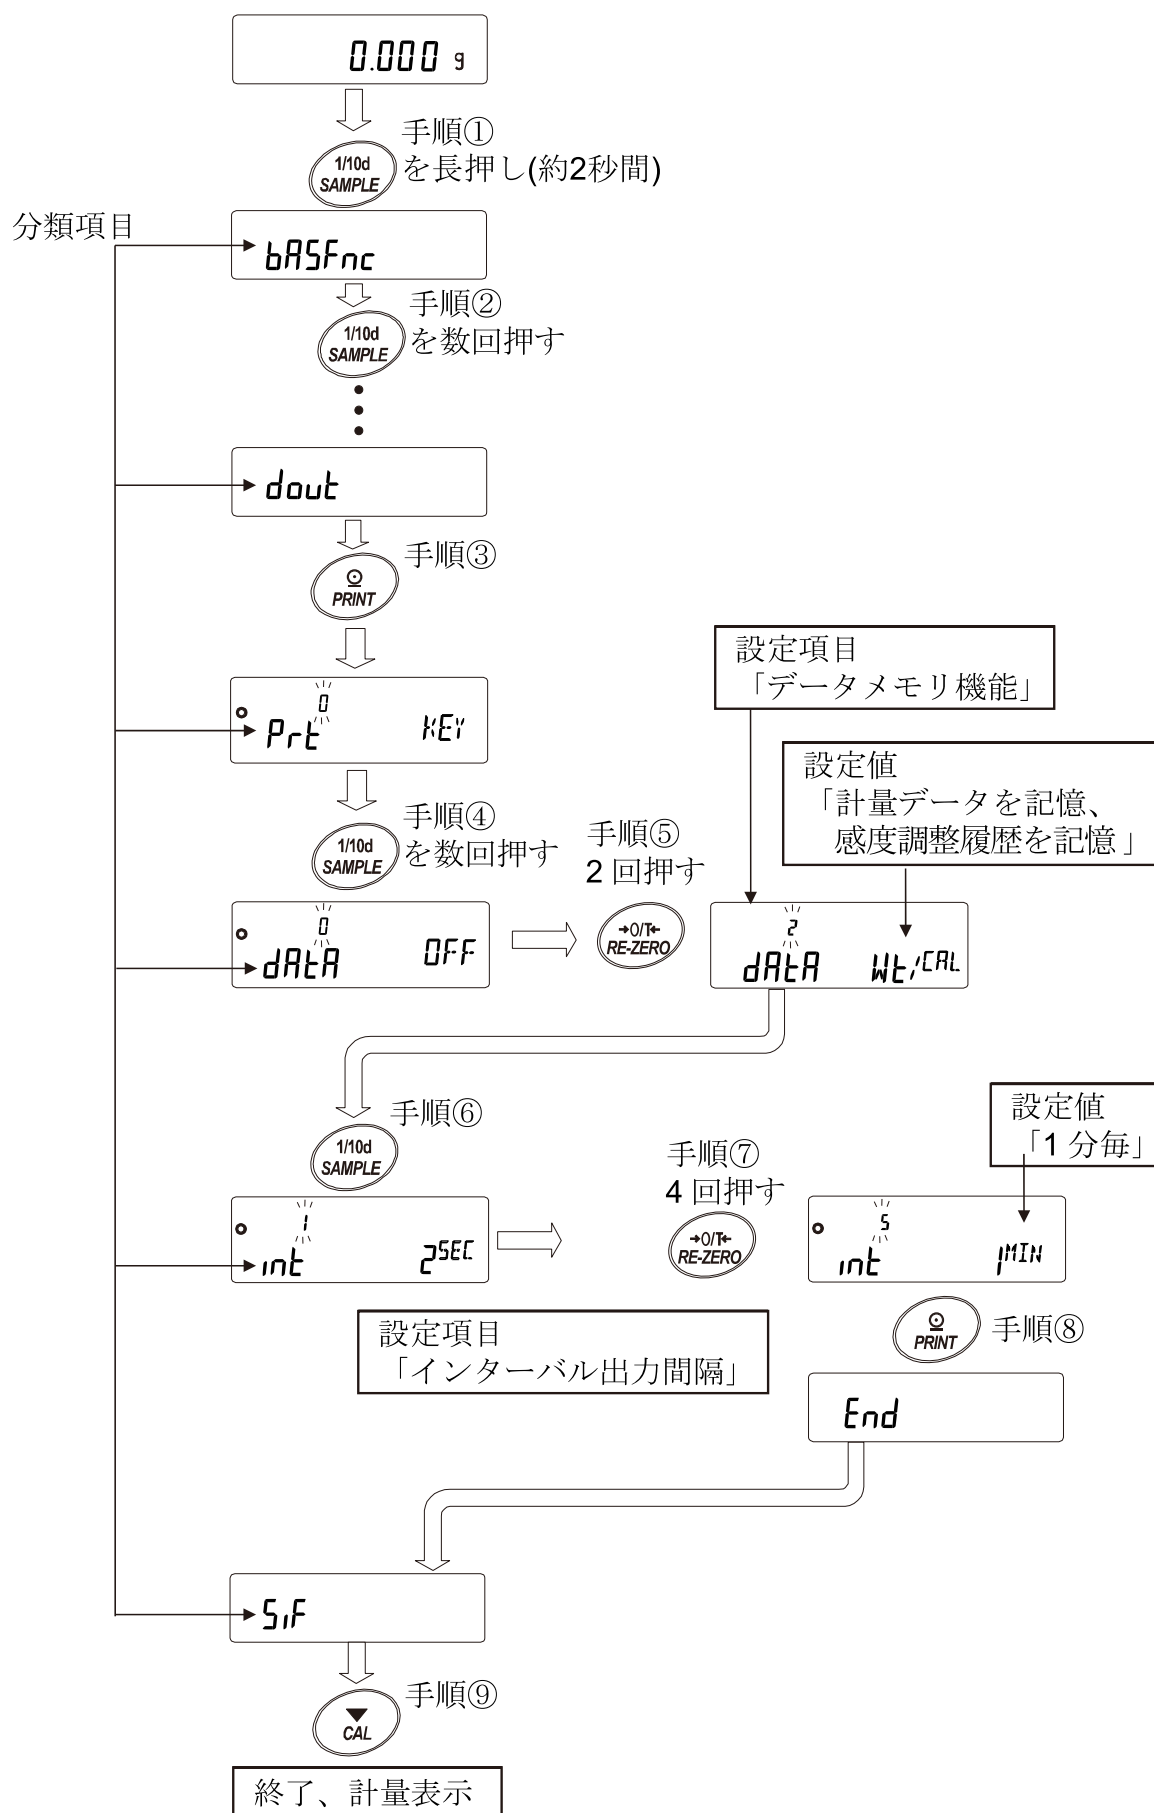 0.000 g
手順①
1/10d
SAMPLE
を長押し(約2秒間)
分類項目
bASFnc
手順②
1/10d
SAMPLE
を数回押す
dout
手順③
PRINT
設定項目
「データメモリ機能」
0
Prt KEY
設定値
「計量データを記憶、
感度調整履歴を記憶」
手順④
1/10d
SAMPLE
を数回押す
手順⑤
2 回押す
→0/T←
RE-ZERO
0
dAtA OFF
2
dAtA Wt/CAL
手順⑥
1/10d
SAMPLE
設定値
「1 分毎」
手順⑦
4 回押す
→0/T←
RE-ZERO
1
int 2SEC
5
int 1MIN
設定項目
「インターバル出力間隔」
PRINT
手順⑧
End
SiF
手順⑨
CAL
終了、計量表示